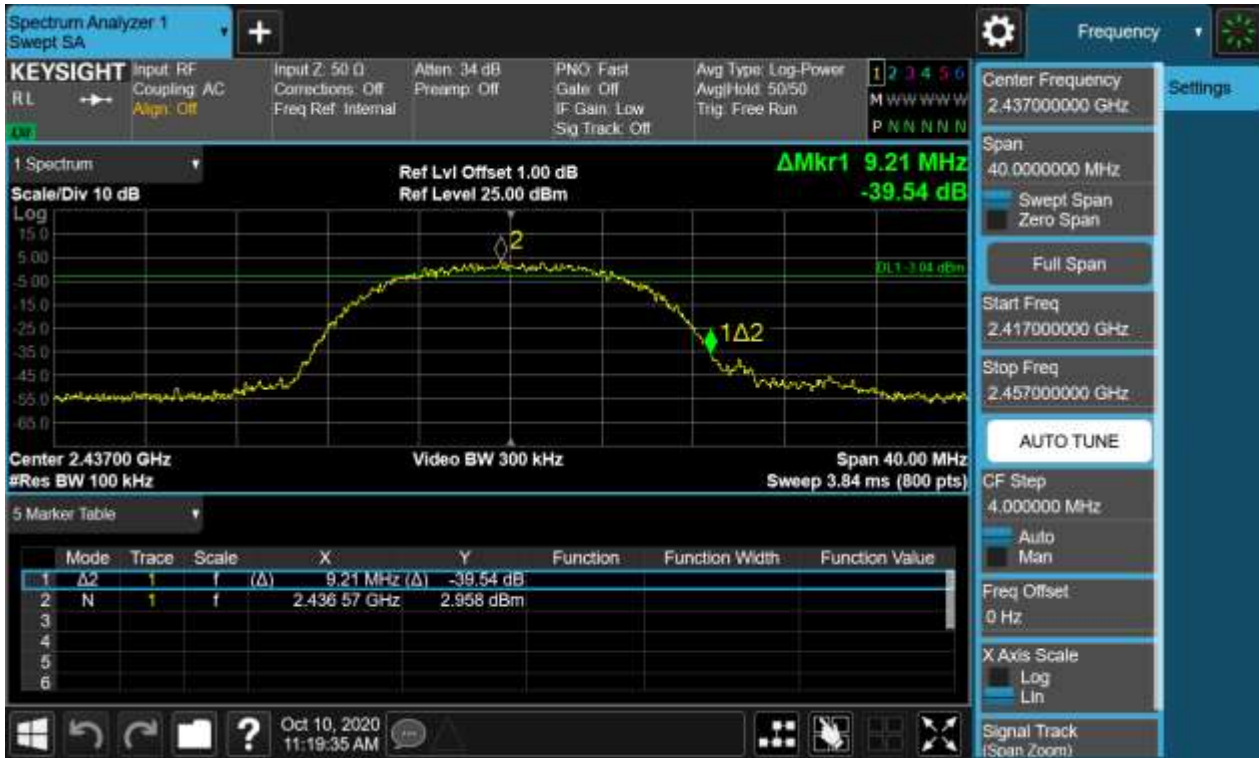 Spectrum Analyzer 1
Swept SA
+
Frequency
KEYSIGHT
RL
Input: RF
Coupling: AC
Align: Off
Input Z: 50 Ω
Corrections: Off
Freq Ref: Internal
Atten: 34 dB
Preamp: Off
PNO: Fast
Gate: Off
IF Gain: Low
Sig Track: Off
Avg Type: Log-Power
Avg|Hold: 50/50
Trig: Free Run
1 2 3 4 5 6
M W W W W W
P N N N N N
1 Spectrum
Scale/Div 10 dB
Ref Lvl Offset 1.00 dB
Ref Level 25.00 dBm
ΔMkr1 9.21 MHz
-39.54 dB
Log
15.0
5.00
-5.00
-15.0
-25.0
-35.0
-45.0
-55.0
-65.0
2
DL1 -3.04 dBm
1Δ2
Center 2.43700 GHz
#Res BW 100 kHz
Video BW 300 kHz
Span 40.00 MHz
Sweep 3.84 ms (800 pts)
5 Marker Table
Mode Trace Scale X Y Function Function Width Function Value
1 Δ2 1 f (Δ) 9.21 MHz (Δ) -39.54 dB
2 N 1 f 2.436 57 GHz 2.958 dBm
3
4
5
6
Oct 10, 2020
11:19:35 AM
?
Center Frequency
2.437000000 GHz
Span
40.0000000 MHz
Swept Span
Zero Span
Full Span
Start Freq
2.417000000 GHz
Stop Freq
2.457000000 GHz
AUTO TUNE
CF Step
4.000000 MHz
Auto
Man
Freq Offset
0 Hz
X Axis Scale
Log
Lin
Signal Track
(Span Zoom)
Settings